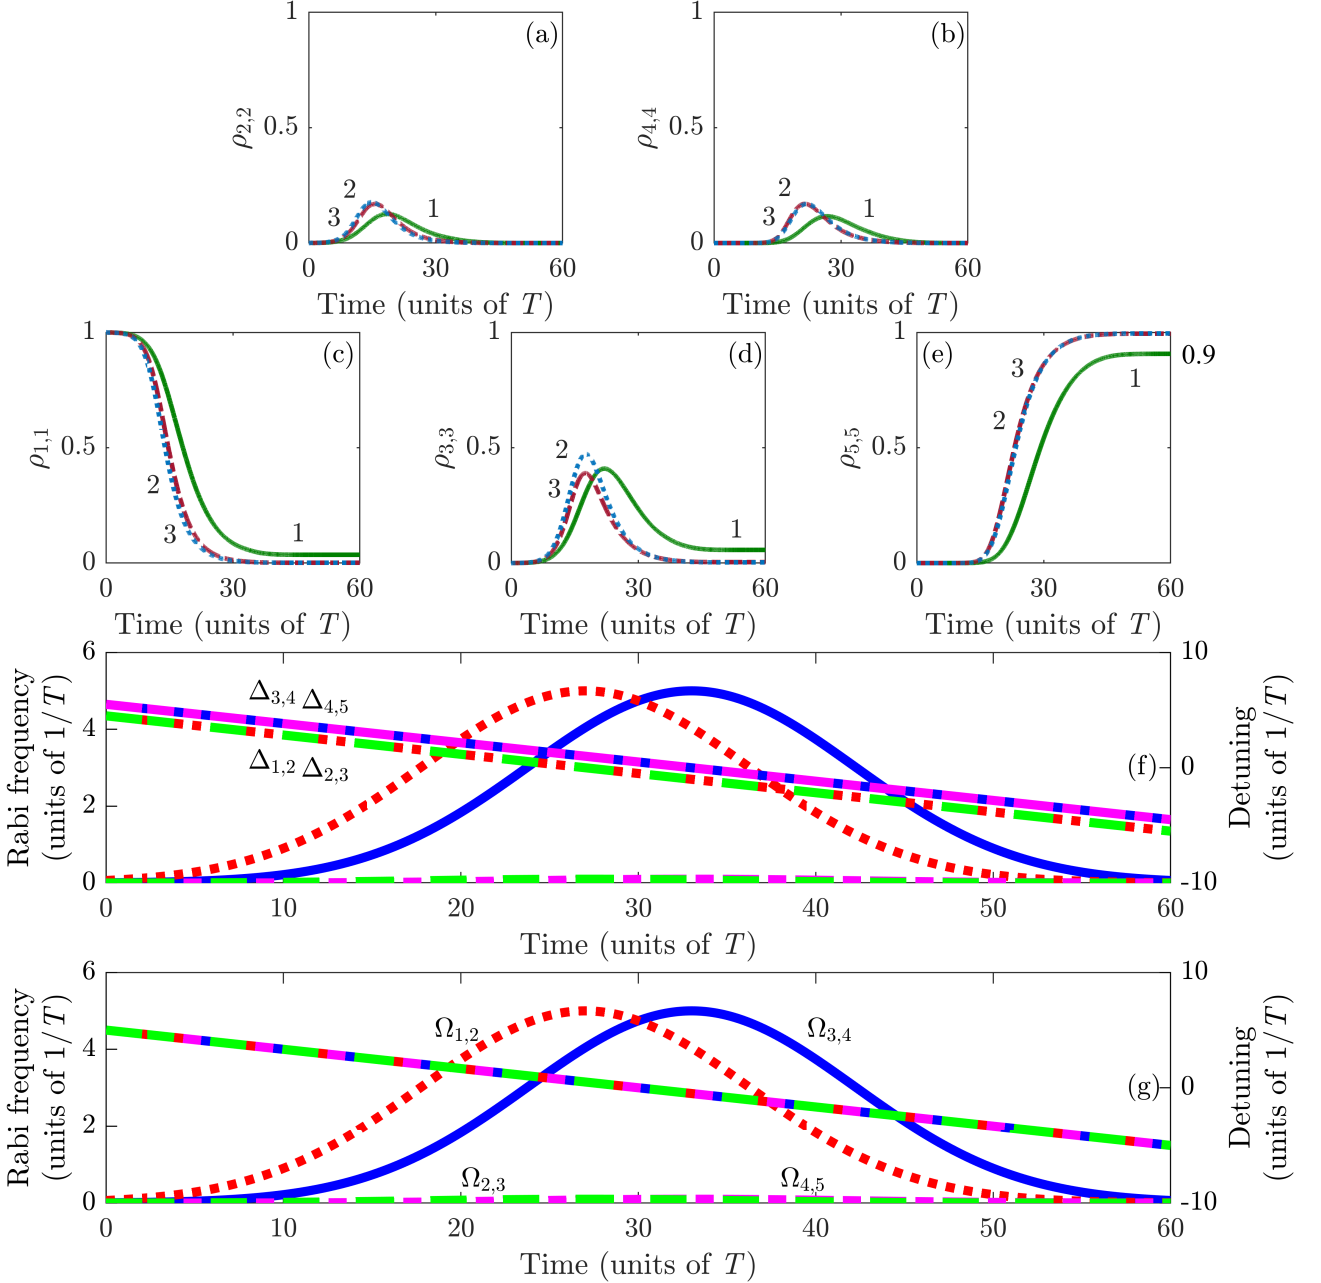 1 (a) 1 (b)
ρ2,2 0.5 ρ4,4 0.5
2 3 1 2 3 1
0 0
0 30 60 0 30 60
Time (units of T) Time (units of T)
1 (c) 1 (d) 1 (e) 0.9
3 1
2
ρ1,1 0.5 ρ3,3 0.5 ρ5,5 0.5
2 3 1 2 3 1
0 0 0
0 30 60 0 30 60 0 30 60
Time (units of T) Time (units of T) Time (units of T)
Rabi frequency
(units of 1/T)
6 4 2 0
Δ3,4 Δ4,5
Δ1,2 Δ2,3
(f)
10 0 -10
Detuning
(units of 1/T)
0 10 20 30 40 50 60
Time (units of T)
Rabi frequency
(units of 1/T)
6 4 2 0
Ω1,2 Ω3,4
Ω2,3 Ω4,5
(g)
10 0 -10
Detuning
(units of 1/T)
0 10 20 30 40 50 60
Time (units of T)